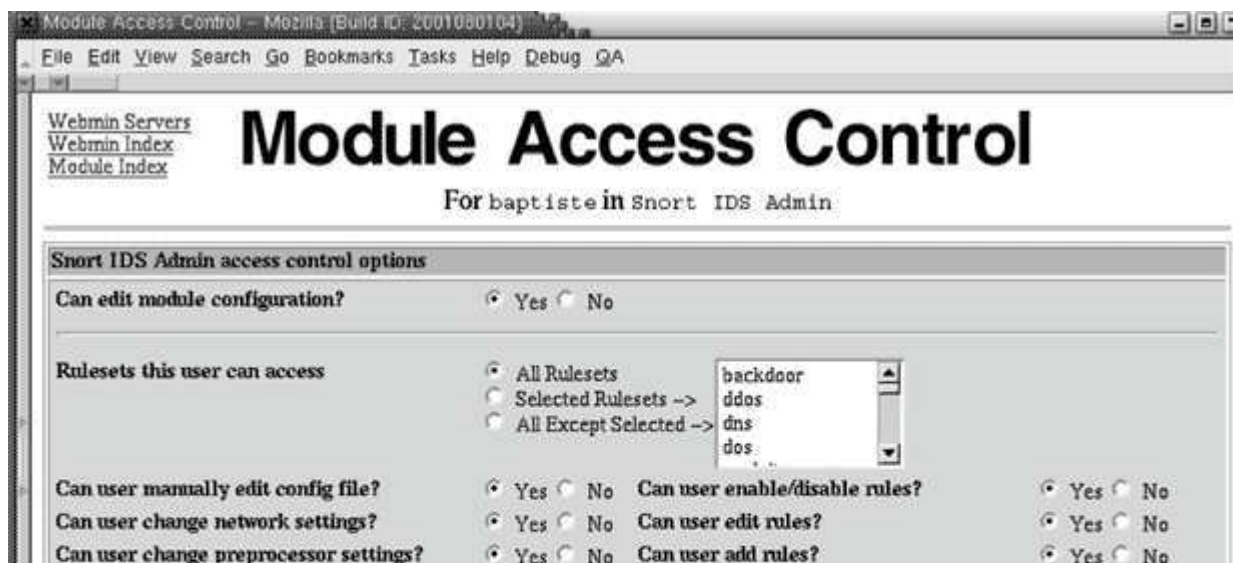 Module Access Control - Mozilla {Build ID: 2001080104}
File Edit View Search Go Bookmarks Tasks Help Debug QA
Webmin Servers
Webmin Index
Module Index
Module Access Control
For baptiste in Snort IDS Admin
Snort IDS Admin access control options
Can edit module configuration? Yes No
Rulesets this user can access
All Rulesets
Selected Rulesets -->
All Except Selected -->
backdoor
ddos
dns
dos
Can user manually edit config file? Yes No Can user enable/disable rules? Yes No
Can user change network settings? Yes No Can user edit rules? Yes No
Can user change preprocessor settings? Yes No Can user add rules? Yes No